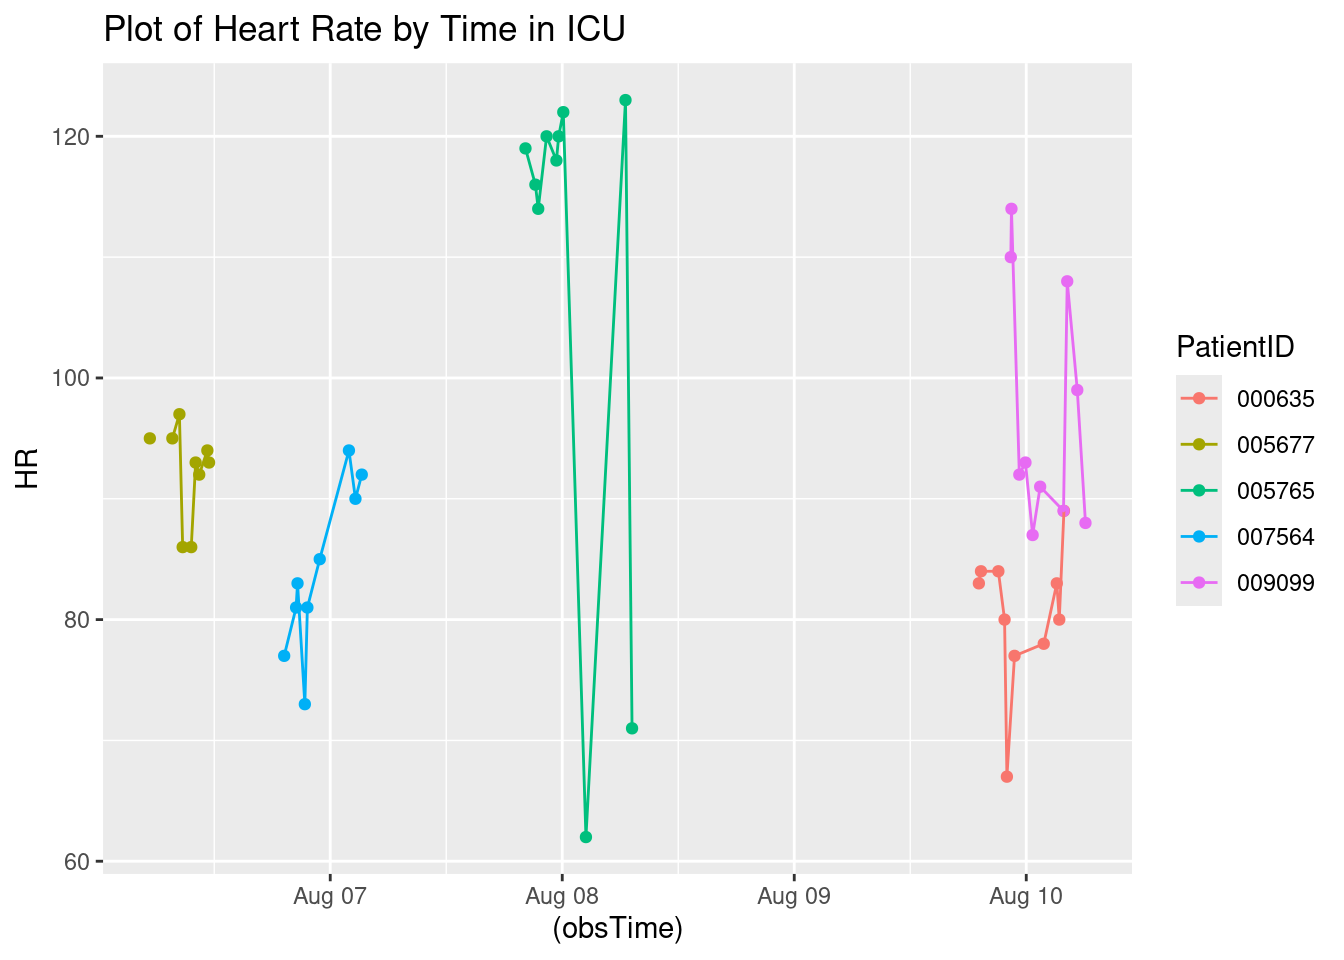 Plot of Heart Rate by Time in ICU
120
100
80
60
HR
Aug 07 Aug 08 Aug 09 Aug 10
(obsTime)
PatientID
000635
005677
005765
007564
009099